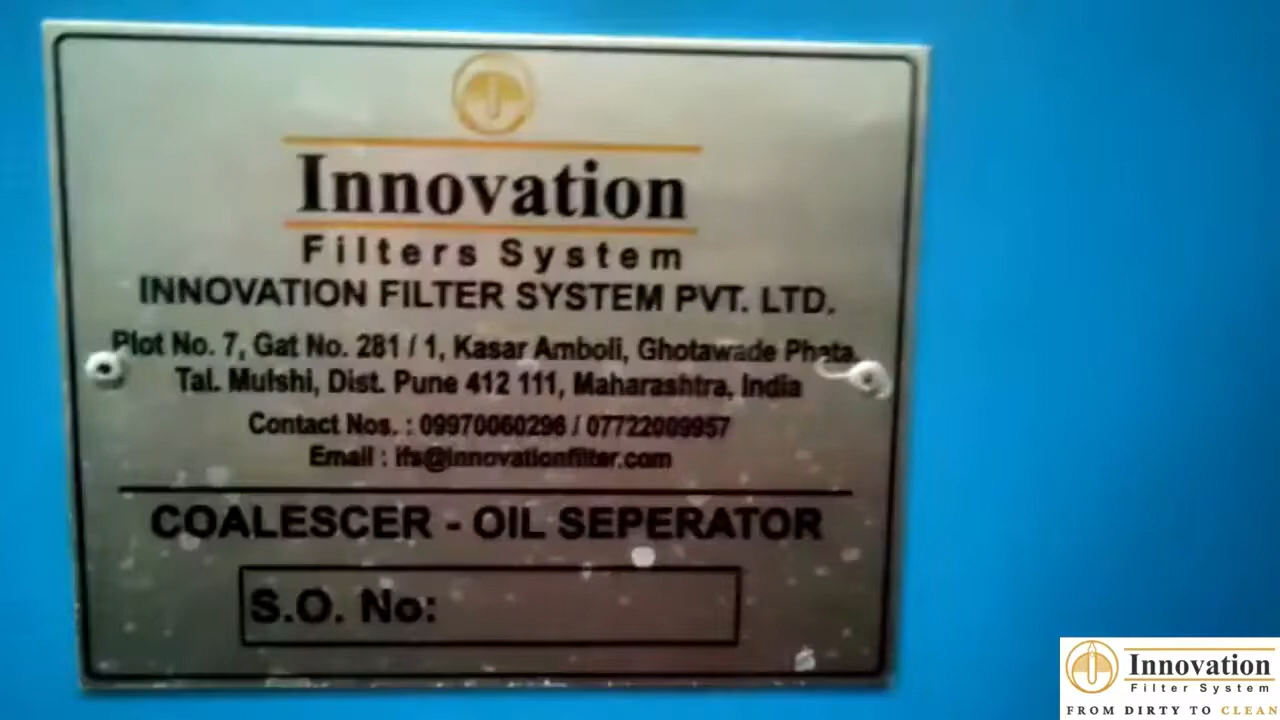 Innovation
Filters System
INNOVATION FILTER SYSTEM PVT. LTD.
Plot No. 7, Gat No. 281 / 1, Kasar Amboli, Ghotawade Phata,
Tal. Mulshi, Dist. Pune 412 111, Maharashtra, India
Contact Nos. : 09970060296 / 07722009957
Email : ifs@innovationfilter.com
COALESCER - OIL SEPERATOR
S.O. No:
Innovation
Filter System
FROM DIRTY TO CLEAN